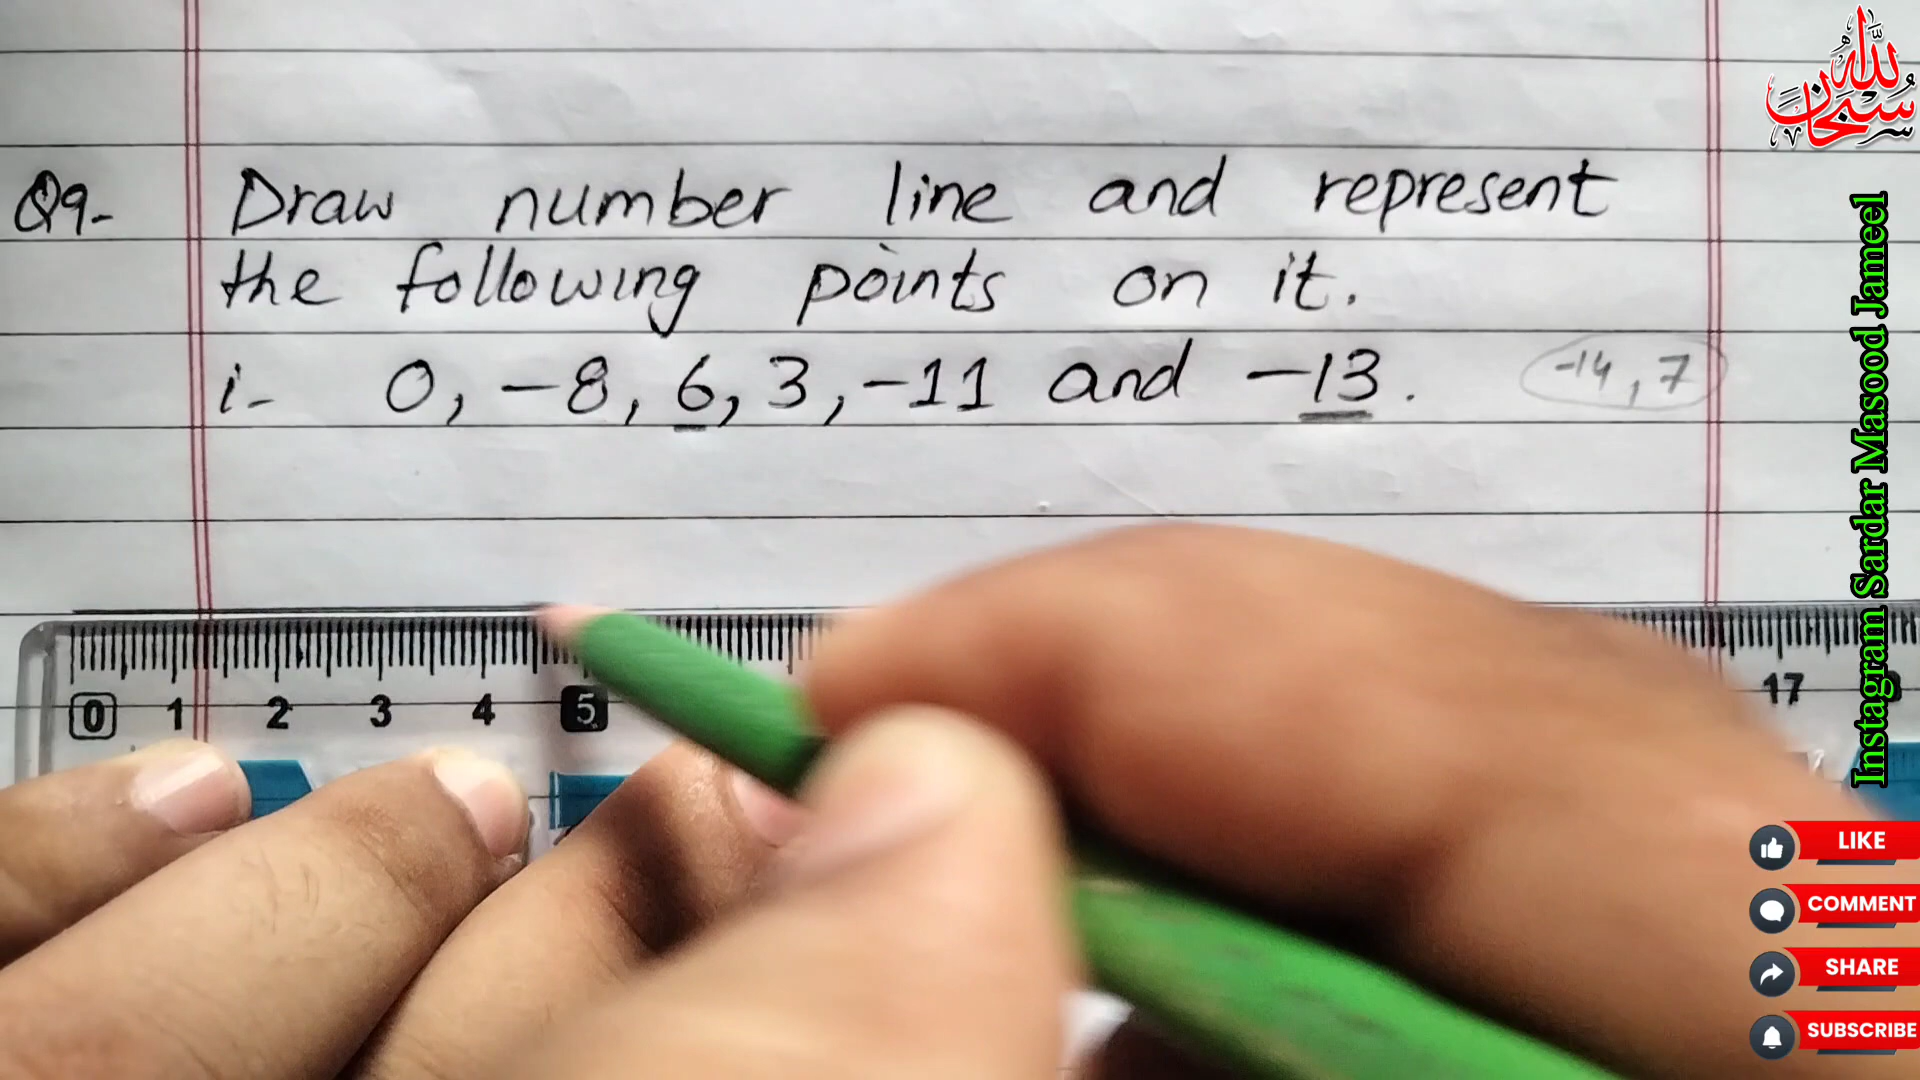 سبحان الله
Q9- Draw number line and represent
the following points on it.
i- 0, -8, 6, 3, -11 and -13. -14, 7
0 1 2 3 4 5 17
Instagram Sardar Masood Jameel
LIKE
COMMENT
SHARE
SUBSCRIBE